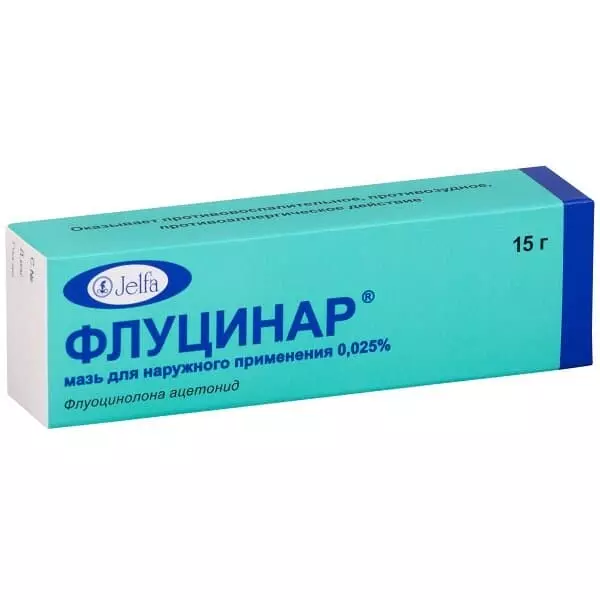 Оказывает противовоспалительное, противозудное,
противоаллергическое действие
15 г
Jelfa
ФЛУЦИНАР®
мазь для наружного применения 0,025%
Флуоцинолона ацетонид